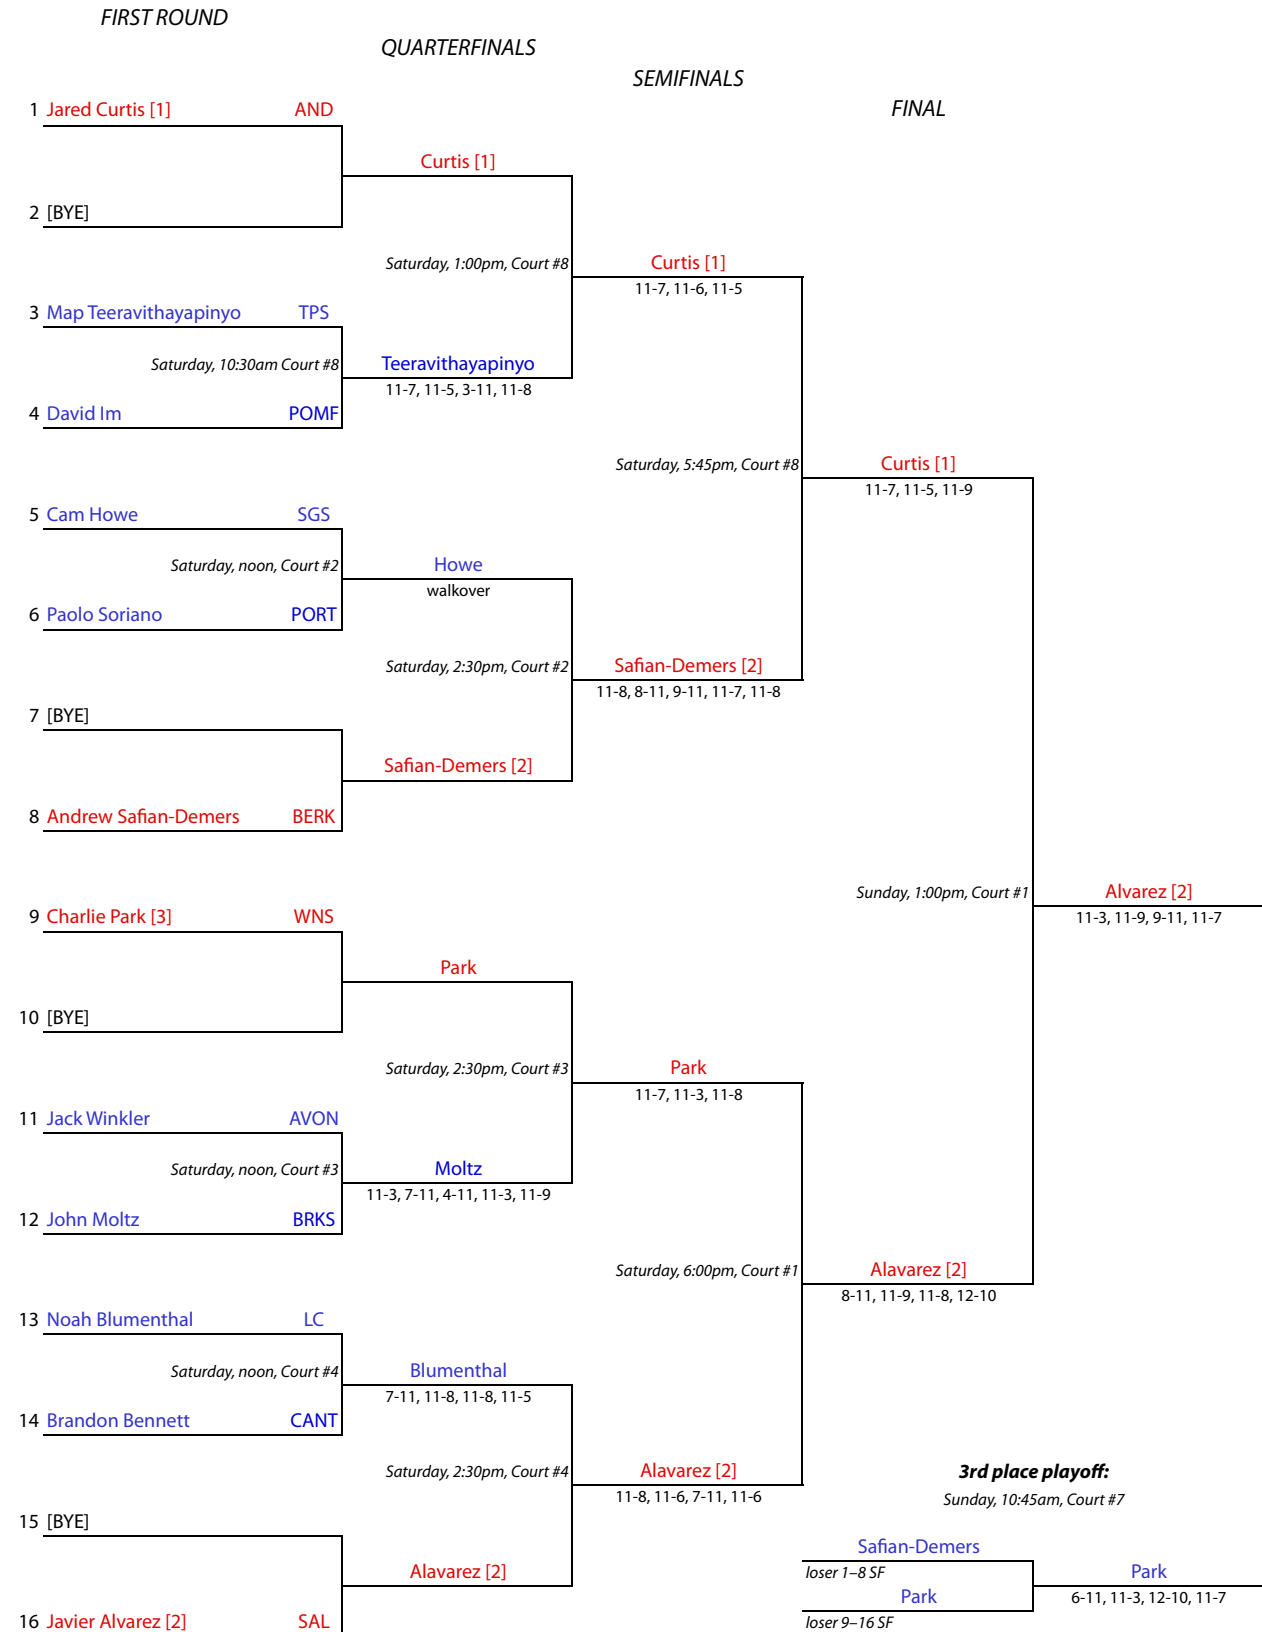 FIRST ROUND
QUARTERFINALS
SEMIFINALS
FINAL
1 Jared Curtis [1] AND
Curtis [1]
2 [BYE]
Saturday, 1:00pm, Court #8
Curtis [1]
11-7, 11-6, 11-5
3 Map Teeravithayapinyo TPS
Saturday, 10:30am Court #8
Teeravithayapinyo
11-7, 11-5, 3-11, 11-8
4 David Im POMF
Saturday, 5:45pm, Court #8
Curtis [1]
11-7, 11-5, 11-9
5 Cam Howe SGS
Saturday, noon, Court #2
Howe
walkover
6 Paolo Soriano PORT
Saturday, 2:30pm, Court #2
Safian-Demers [2]
11-8, 8-11, 9-11, 11-7, 11-8
7 [BYE]
Safian-Demers [2]
8 Andrew Safian-Demers BERK
Sunday, 1:00pm, Court #1
Alvarez [2]
11-3, 11-9, 9-11, 11-7
9 Charlie Park [3] WNS
Park
10 [BYE]
Saturday, 2:30pm, Court #3
Park
11-7, 11-3, 11-8
11 Jack Winkler AVON
Saturday, noon, Court #3
Moltz
11-3, 7-11, 4-11, 11-3, 11-9
12 John Moltz BRKS
Saturday, 6:00pm, Court #1
Alavarez [2]
8-11, 11-9, 11-8, 12-10
13 Noah Blumenthal LC
Saturday, noon, Court #4
Blumenthal
7-11, 11-8, 11-8, 11-5
14 Brandon Bennett CANT
Saturday, 2:30pm, Court #4
Alavarez [2]
11-8, 11-6, 7-11, 11-6
15 [BYE]
Alavarez [2]
16 Javier Alvarez [2] SAL
3rd place playoff:
Sunday, 10:45am, Court #7
Safian-Demers
loser 1–8 SF
Park
6-11, 11-3, 12-10, 11-7
Park
loser 9–16 SF